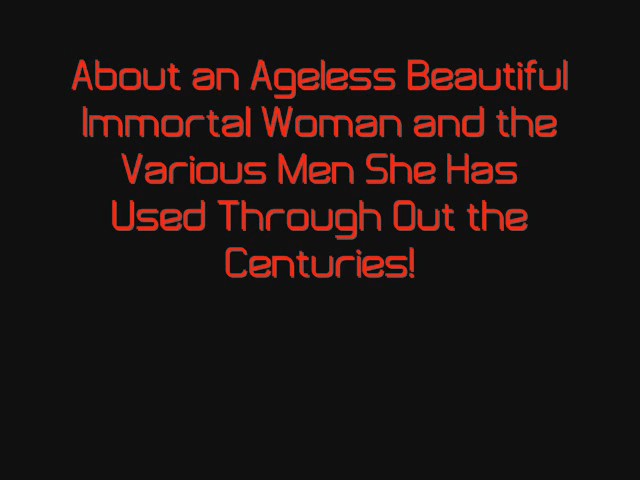 About an Ageless Beautiful
Immortal Woman and the
Various Men She Has
Used Through Out the
Centuries!